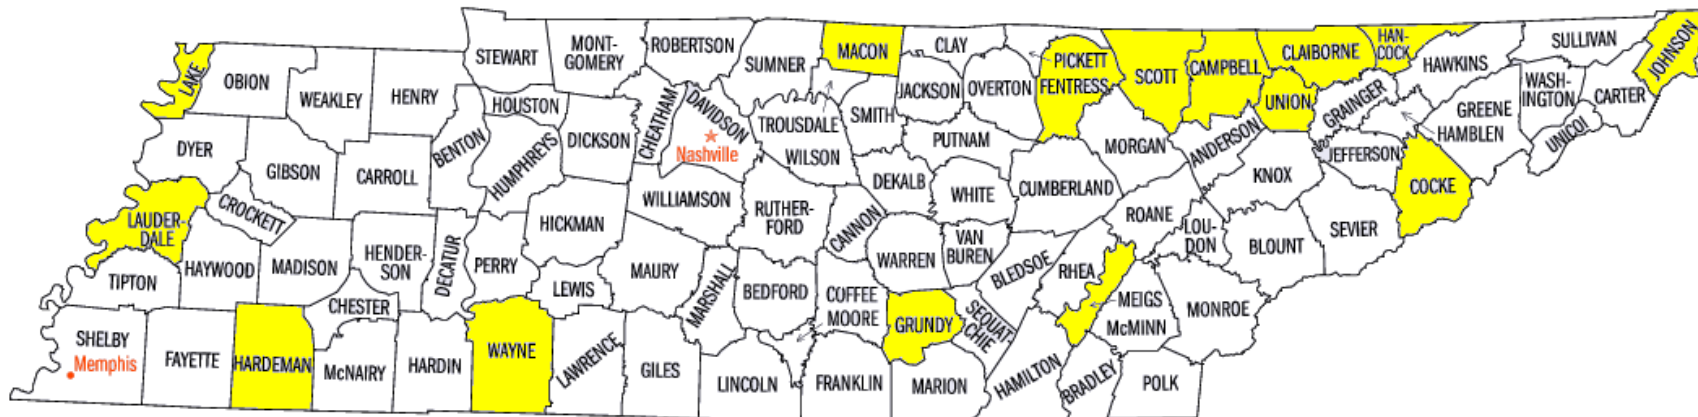 STEWART
MONT-
GOMERY
ROBERTSON
SUMNER
MACON
CLAY
PICKETT
FENTRESS
SCOTT
CAMPBELL
CLAIBORNE
HAN-
COCK
HAWKINS
SULLIVAN
JOHNSON
LAKE
OBION
WEAKLEY
HENRY
HOUSTON
CHEATHAM
DAVIDSON
Nashville
TROUSDALE
SMITH
JACKSON
OVERTON
UNION
GRAINGER
GREENE
HAMBLEN
WASH-
INGTON
CARTER
UNICOI
DYER
GIBSON
CARROLL
BENTON
HUMPHREYS
DICKSON
WILSON
PUTNAM
MORGAN
ANDERSON
JEFFERSON
COCKE
LAUDER-
DALE
CROCKETT
HICKMAN
WILLIAMSON
RUTHER-
FORD
CANNON
DEKALB
WHITE
CUMBERLAND
ROANE
KNOX
LOU-
DON
BLOUNT
SEVIER
TIPTON
HAYWOOD
MADISON
HENDER-
SON
DECATUR
PERRY
LEWIS
MAURY
MARSHALL
BEDFORD
COFFEE
MOORE
WARREN
VAN
BUREN
BLEDSOE
RHEA
MEIGS
McMINN
MONROE
CHESTER
SHELBY
Memphis
FAYETTE
HARDEMAN
McNAIRY
HARDIN
WAYNE
LAWRENCE
GILES
LINCOLN
FRANKLIN
GRUNDY
SEQUAT-
CHIE
MARION
HAMILTON
BRADLEY
POLK